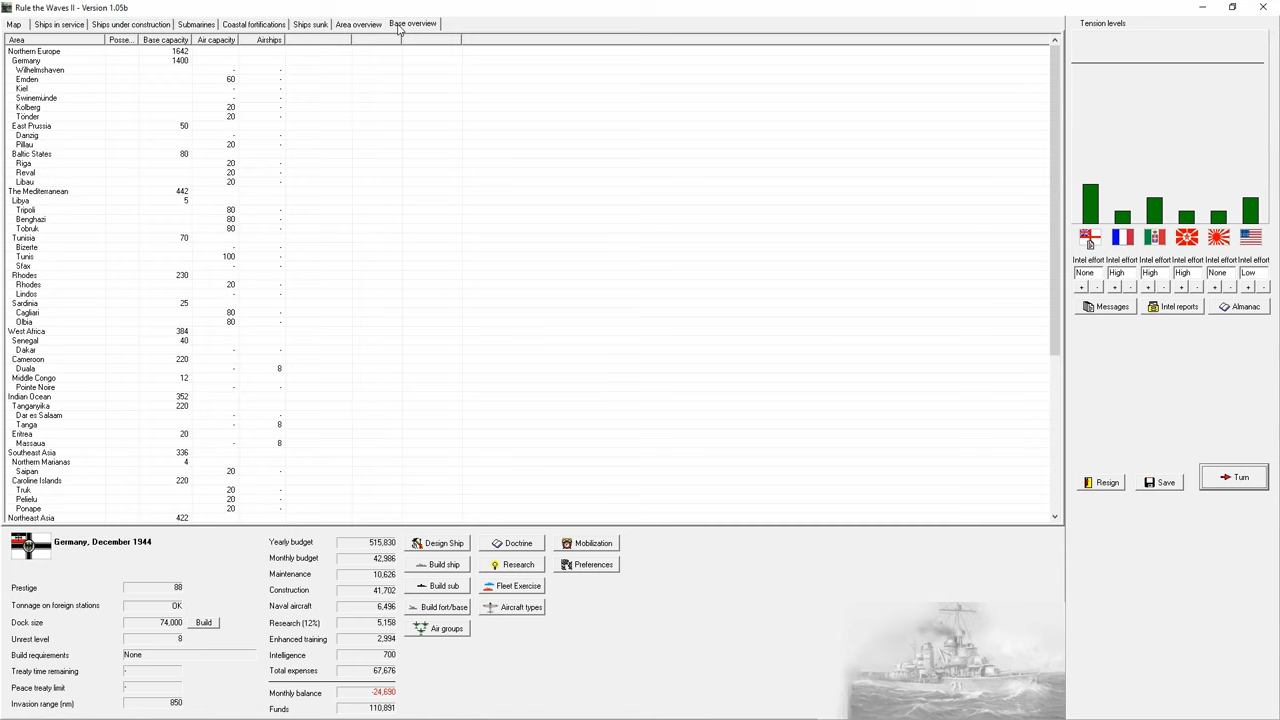 Rule the Waves II - Version 1.05b
Map Ships in service Ships under construction Submarines Coastal fortifications Ships sunk Area overview Base overview
Area Posse... Base capacity Air capacity Airships
Northern Europe 1642
Germany 1400
Wilhelmshaven - -
Emden 60 -
Kiel - -
Swinemünde - -
Kolberg 20 -
Tönder 20 -
East Prussia 50
Danzig - -
Pillau 20 -
Baltic States 80
Riga 20 -
Reval 20 -
Libau 20 -
The Mediterranean 442
Libya 5
Tripoli 80 -
Benghazi 80 -
Tobruk 80 -
Tunisia 70
Bizerte - -
Tunis 100 -
Sfax - -
Rhodes 230
Rhodes 20 -
Lindos - -
Sardinia 25
Cagliari 80 -
Olbia 80 -
West Africa 384
Senegal 40
Dakar - -
Cameroon 220
Duala - 8
Middle Congo 12
Pointe Noire - -
Indian Ocean 352
Tanganyika 220
Dar es Salaam - -
Tanga - 8
Eritrea 20
Massaua - 8
Southeast Asia 336
Northern Marianas 4
Saipan 20 -
Caroline Islands 220
Truk 20 -
Pelielu 20 -
Ponape 20 -
Northeast Asia 422
Tension levels
Intel effort Intel effort Intel effort Intel effort Intel effort Intel effort
None High High High None Low
+ - + - + - + - + - + -
Messages Intel reports Almanac
Resign Save Turn
Germany, December 1944
Prestige 88
Tonnage on foreign stations OK
Dock size 74,000 Build
Unrest level 8
Build requirements None
Treaty time remaining -
Peace treaty limit -
Invasion range (nm) 850
Yearly budget 515,830
Monthly budget 42,986
Maintenance 10,626
Construction 41,702
Naval aircraft 6,496
Research (12%) 5,158
Enhanced training 2,994
Intelligence 700
Total expenses 67,676
Monthly balance -24,690
Funds 110,891
Design Ship Doctrine Mobilization
Build ship Research Preferences
Build sub Fleet Exercise
Build fort/base Aircraft types
Air groups